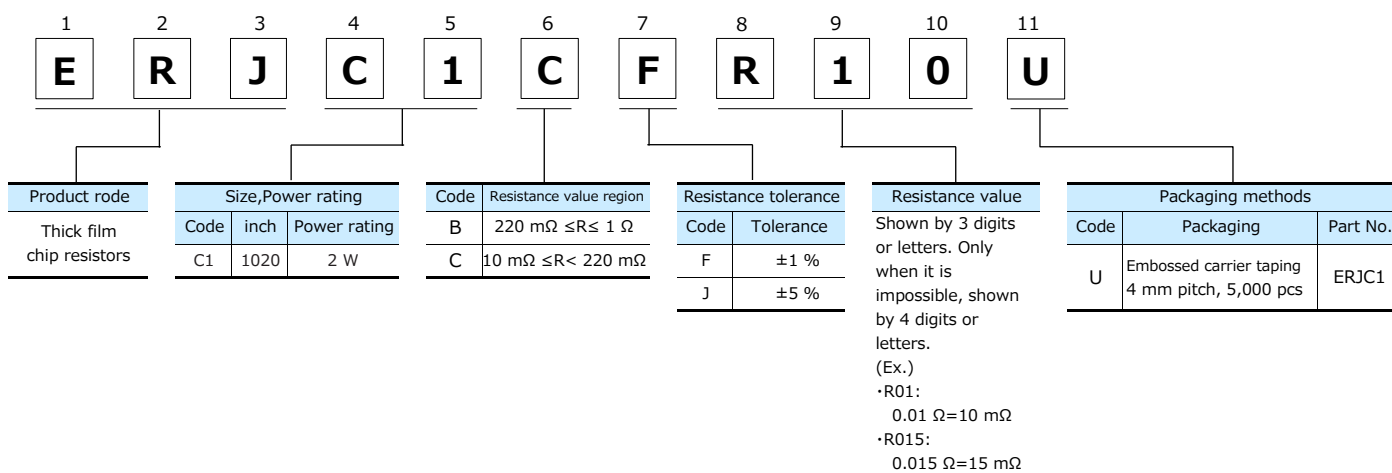 1 2 3 4 5 6 7 8 9 10 11
E R J C 1 C F R 1 0 U
Product rode
Thick film
chip resistors
Size,Power rating
Code inch Power rating
C1 1020 2 W
Code Resistance value region
B 220 mΩ ≤R≤ 1 Ω
C 10 mΩ ≤R< 220 mΩ
Resistance tolerance
Code Tolerance
F ±1 %
J ±5 %
Resistance value
Shown by 3 digits
or letters. Only
when it is
impossible, shown
by 4 digits or
letters.
(Ex.)
・R01:
0.01 Ω=10 mΩ
・R015:
0.015 Ω=15 mΩ
Packaging methods
Code Packaging Part No.
U Embossed carrier taping
4 mm pitch, 5,000 pcs
ERJC1